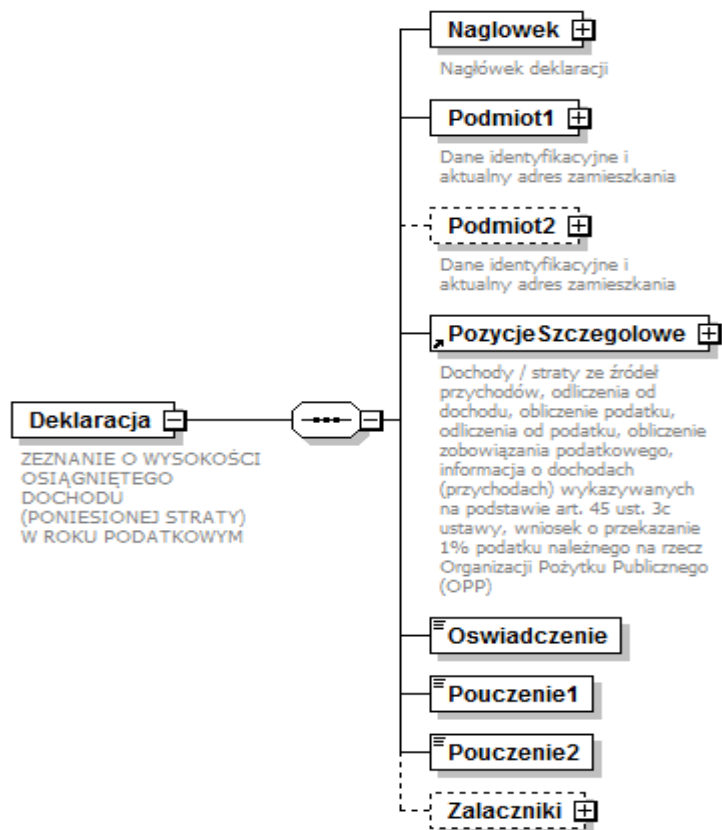 Naglowek
Nagłówek deklaracji
Podmiot1
Dane identyfikacyjne i
aktualny adres zamieszkania
Podmiot2
Dane identyfikacyjne i
aktualny adres zamieszkania
PozycjeSzczegolowe
Dochody / straty ze źródeł
przychodów, odliczenia od
dochodu, obliczenie podatku,
odliczenia od podatku, obliczenie
zobowiązania podatkowego,
informacja o dochodach
(przychodach) wykazywanych
na podstawie art. 45 ust. 3c
ustawy, wniosek o przekazanie
1% podatku należnego na rzecz
Organizacji Pożytku Publicznego
(OPP)
Deklaracja
ZEZNANIE O WYSOKOŚCI
OSIĄGNIĘTEGO
DOCHODU
(PONIESIONEJ STRATY)
W ROKU PODATKOWYM
Oswiadczenie
Pouczenie1
Pouczenie2
Zalaczniki